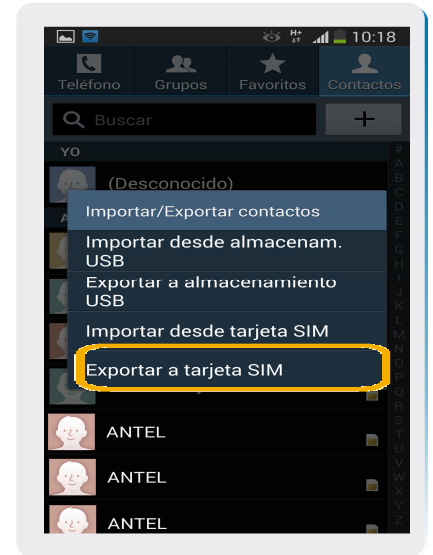 H+ 10:18
Teléfono Grupos Favoritos Contactos
Buscar
YO
(Desconocido)
A
Importar/Exportar contactos
Importar desde almacenam.
USB
Exportar a almacenamiento
USB
Importar desde tarjeta SIM
Exportar a tarjeta SIM
ANTEL
ANTEL
ANTEL
#
A
B
C
D
E
F
G
H
I
J
K
L
M
N
O
P
Q
R
S
T
U
V
W
X
Y
Z